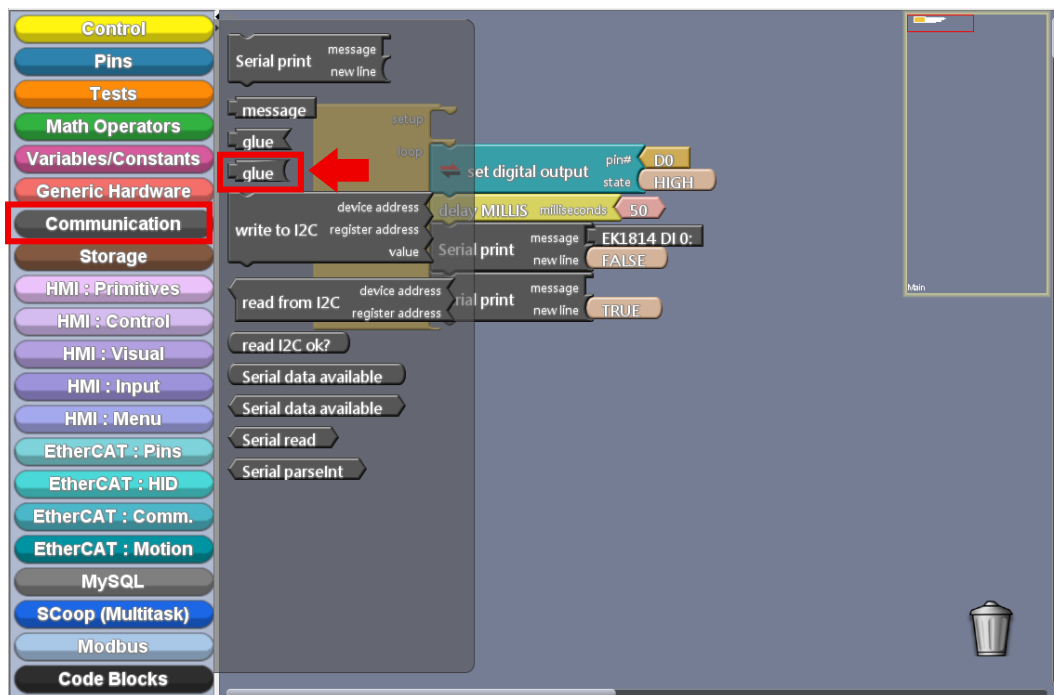 Control
Pins
Tests
Math Operators
Variables/Constants
Generic Hardware
Communication
Storage
HMI : Primitives
HMI : Control
HMI : Visual
HMI : Input
HMI : Menu
EtherCAT : Pins
EtherCAT : HID
EtherCAT : Comm.
EtherCAT : Motion
MySQL
SCoop (Multitask)
Modbus
Code Blocks
Serial print message
new line
message
glue
glue
write to I2C device address
register address
value
read from I2C device address
register address
read I2C ok?
Serial data available
Serial data available
Serial read
Serial parseInt
setup
loop
set digital output pin# D0
state HIGH
delay MILLIS milliseconds 50
Serial print message EK1814 DI 0:
new line FALSE
rial print message
new line TRUE
Main